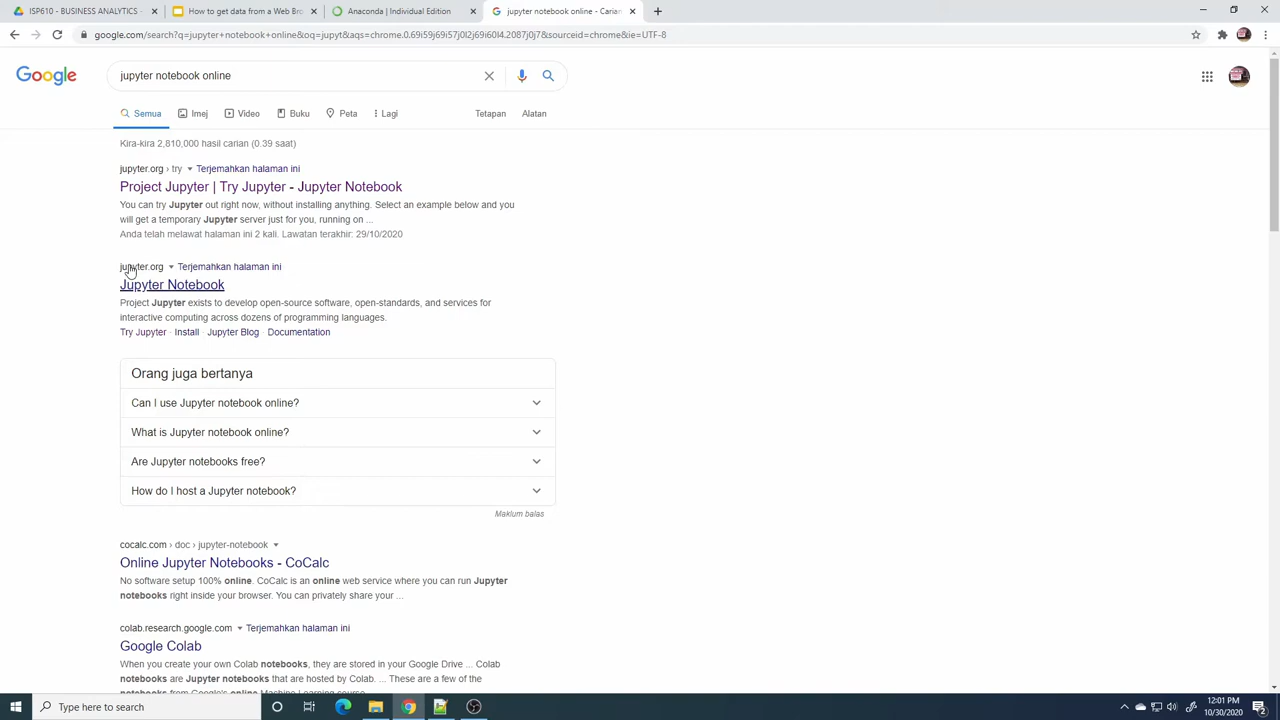 ISP610 - BUSINESS ANALYTICS -
How to get data from a Web Bro
Anaconda | Individual Edition
jupyter notebook online - Carian
google.com/search?q=jupyter+notebook+online&oq=jupyt&aqs=chrome.0.69i59j69i57j0l2j69i60l4.2087j0j7&sourceid=chrome&ie=UTF-8
Google
jupyter notebook online
Semua
Imej
Video
Buku
Peta
Lagi
Tetapan
Alatan
Kira-kira 2,810,000 hasil carian (0.39 saat)
jupyter.org › try Terjemahkan halaman ini
Project Jupyter | Try Jupyter - Jupyter Notebook
You can try Jupyter out right now, without installing anything. Select an example below and you
will get a temporary Jupyter server just for you, running on ...
Anda telah melawat halaman ini 2 kali. Lawatan terakhir: 29/10/2020
jupyter.org Terjemahkan halaman ini
Jupyter Notebook
Project Jupyter exists to develop open-source software, open-standards, and services for
interactive computing across dozens of programming languages.
Try Jupyter · Install · Jupyter Blog · Documentation
Orang juga bertanya
Can I use Jupyter notebook online?
What is Jupyter notebook online?
Are Jupyter notebooks free?
How do I host a Jupyter notebook?
Maklum balas
cocalc.com › doc › jupyter-notebook
Online Jupyter Notebooks - CoCalc
No software setup 100% online. CoCalc is an online web service where you can run Jupyter
notebooks right inside your browser. You can privately share your ...
colab.research.google.com Terjemahkan halaman ini
Google Colab
When you create your own Colab notebooks, they are stored in your Google Drive ... Colab
notebooks are Jupyter notebooks that are hosted by Colab. ... These are a few of the
notebooks from Google's online Machine Learning course
Type here to search
12:01 PM
10/30/2020
2